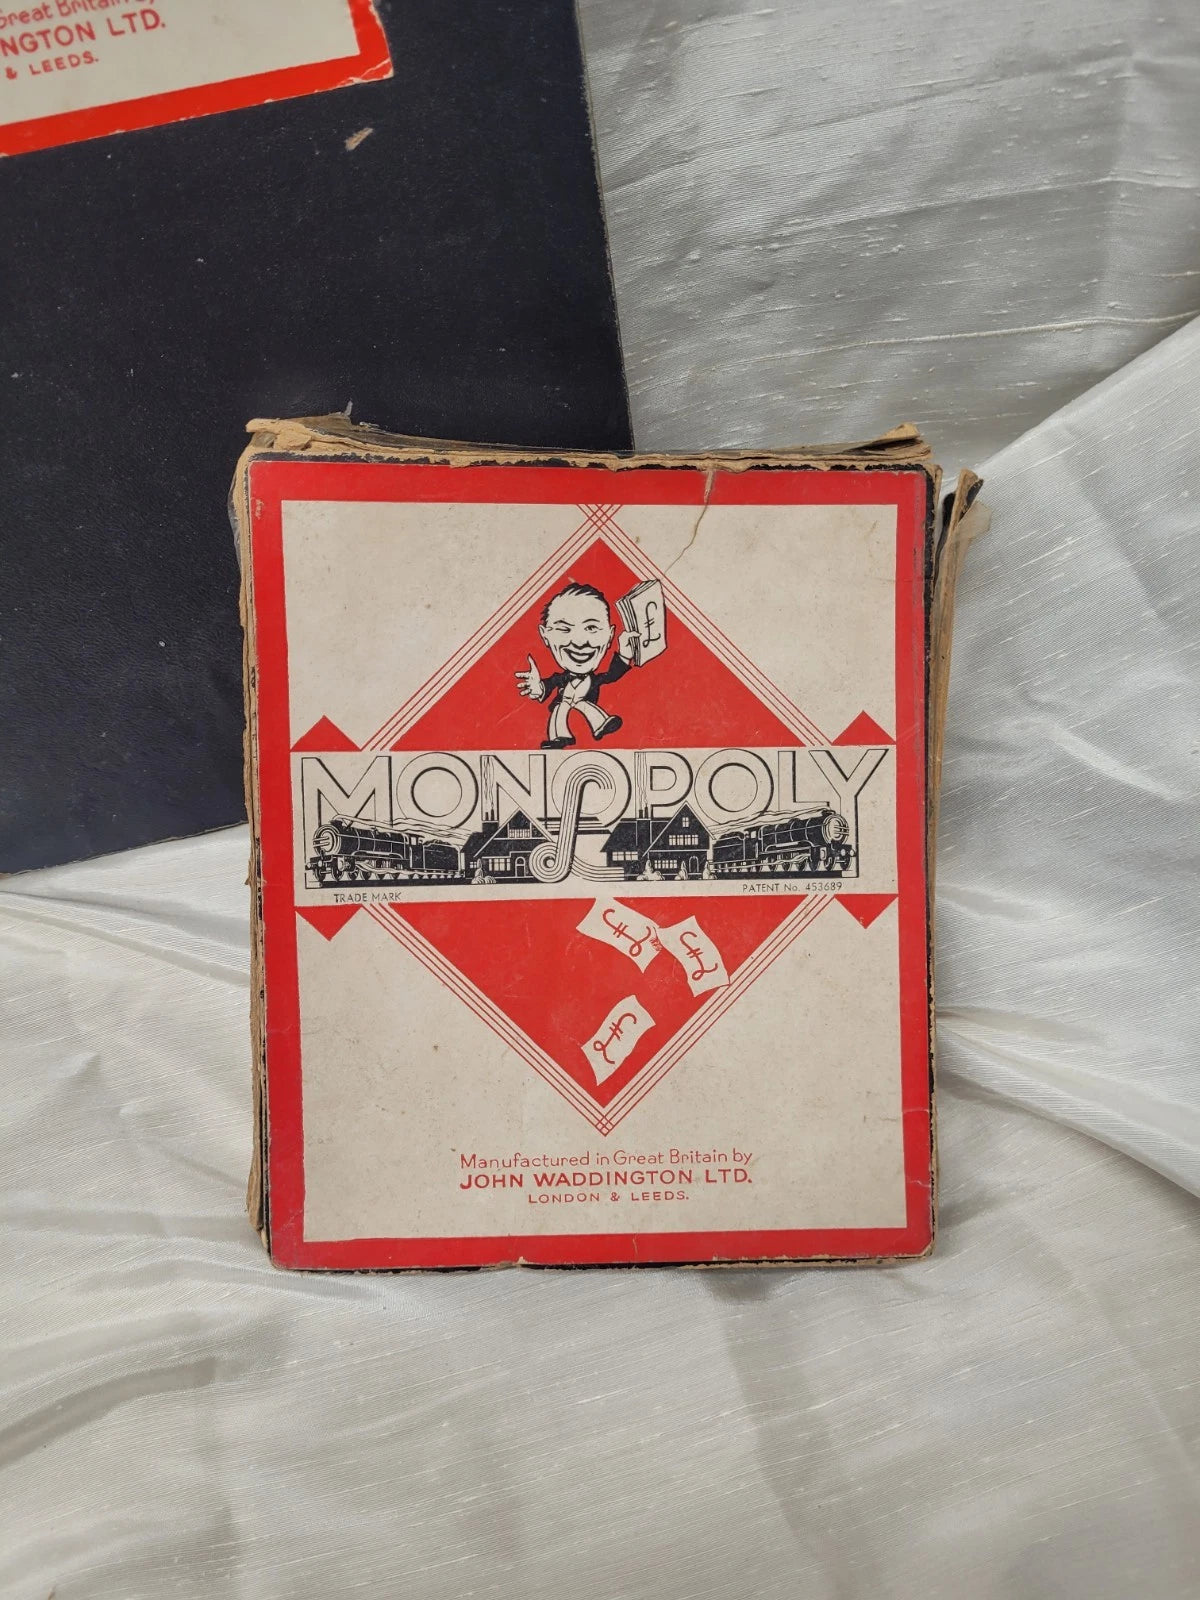 Great Britain by
NGTON LTD.
& LEEDS.
£
MONOPOLY
£
TRADE MARK
PATENT No. 453689
£
£
£
Manufactured in Great Britain by
JOHN WADDINGTON LTD.
LONDON & LEEDS.